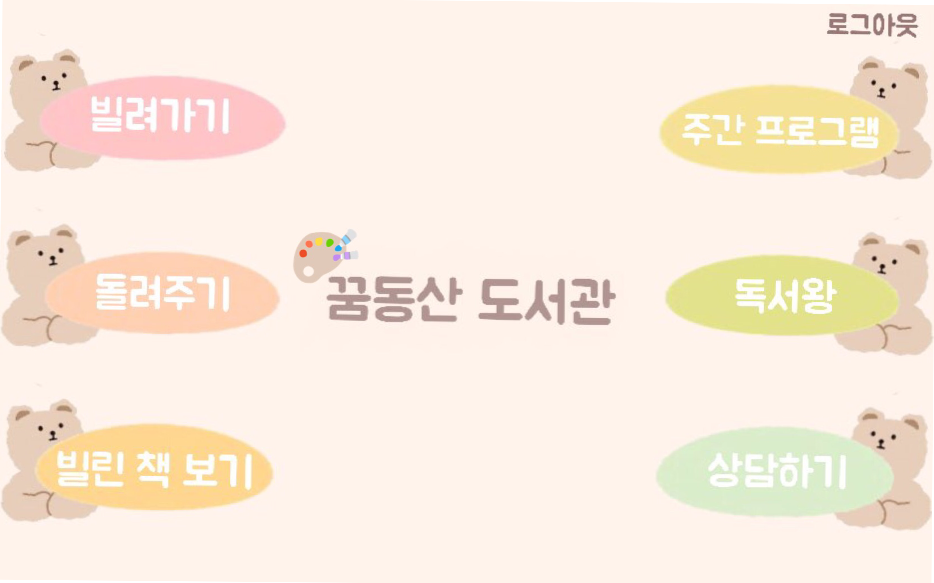 로그아웃
빌려가기
주간 프로그램
돌려주기
꿈동산 도서관
독서왕
빌린 책 보기
상담하기